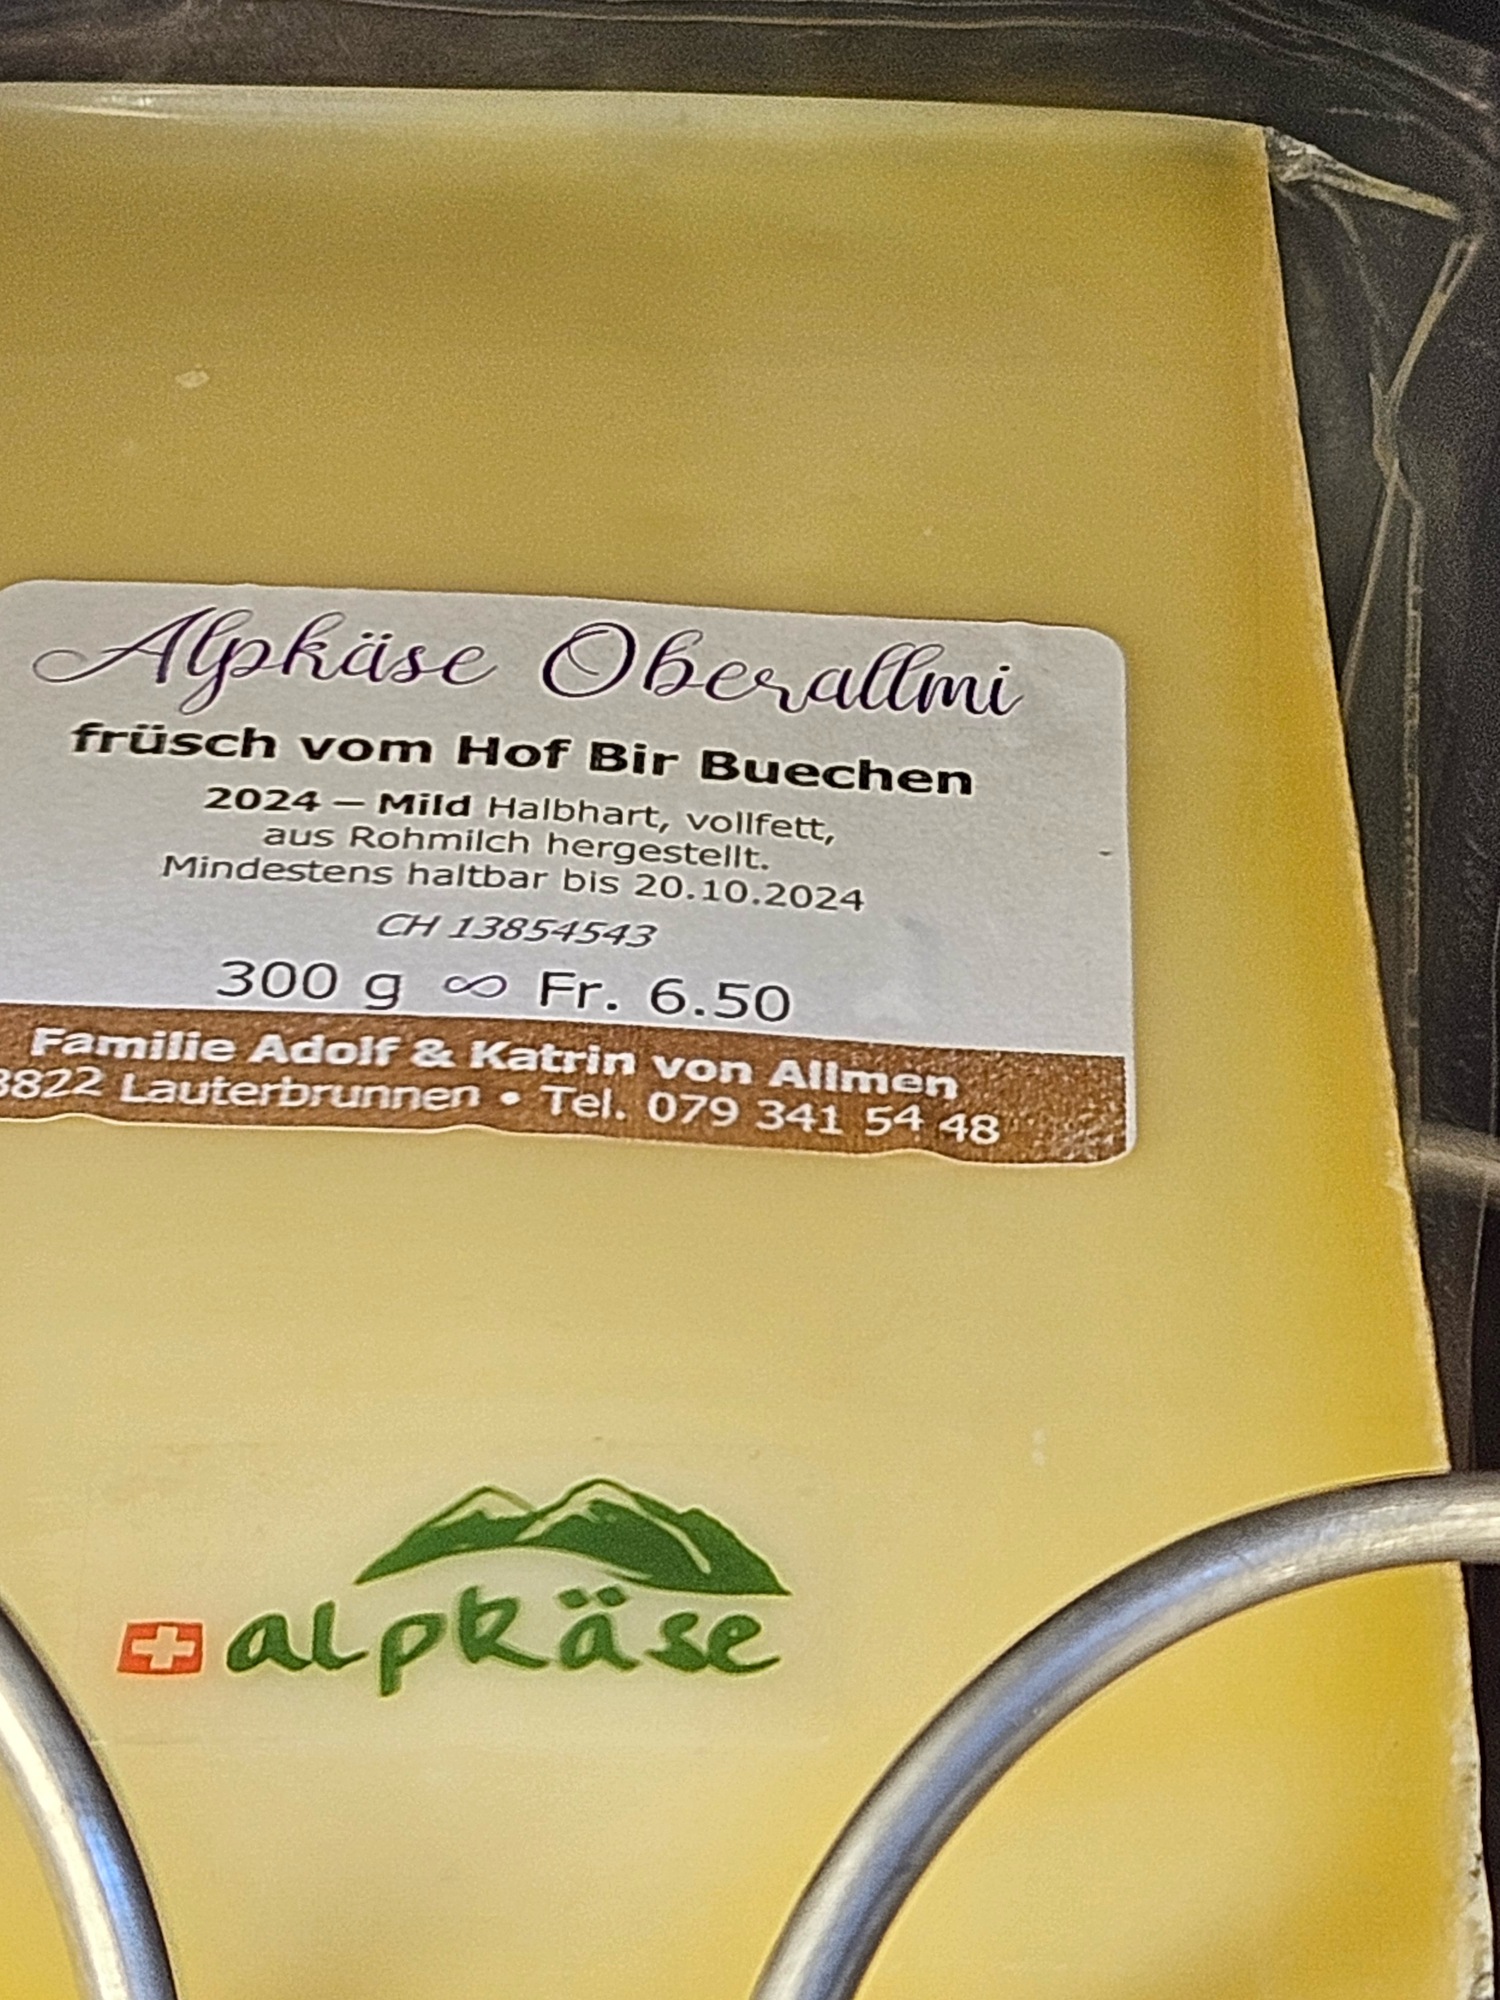 Alpkäse Oberallmi
früsch vom Hof Bir Buechen
2024 – Mild Halbhart, vollfett,
aus Rohmilch hergestellt.
Mindestens haltbar bis 20.10.2024
CH 13854543
300 g ∞ Fr. 6.50
Familie Adolf & Katrin von Allmen
3822 Lauterbrunnen • Tel. 079 341 54 48
alpkäse